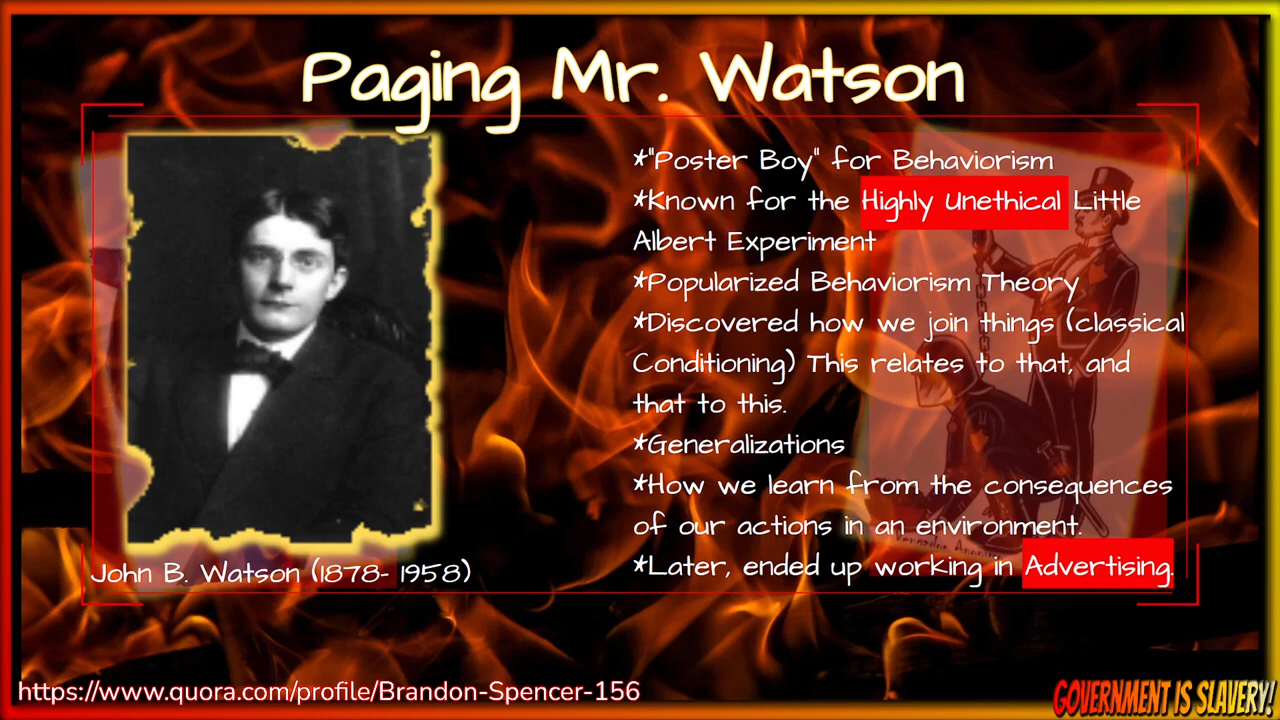 Paging Mr. Watson
*"Poster Boy" for Behaviorism
*Known for the Highly Unethical Little
Albert Experiment
*Popularized Behaviorism Theory
*Discovered how we join things (classical
Conditioning) This relates to that, and
that to this.
*Generalizations
*How we learn from the consequences
of our actions in an environment.
*Later, ended up working in Advertising.
John B. Watson (1878- 1958)
https://www.quora.com/profile/Brandon-Spencer-156
GOVERNMENT IS SLAVERY!